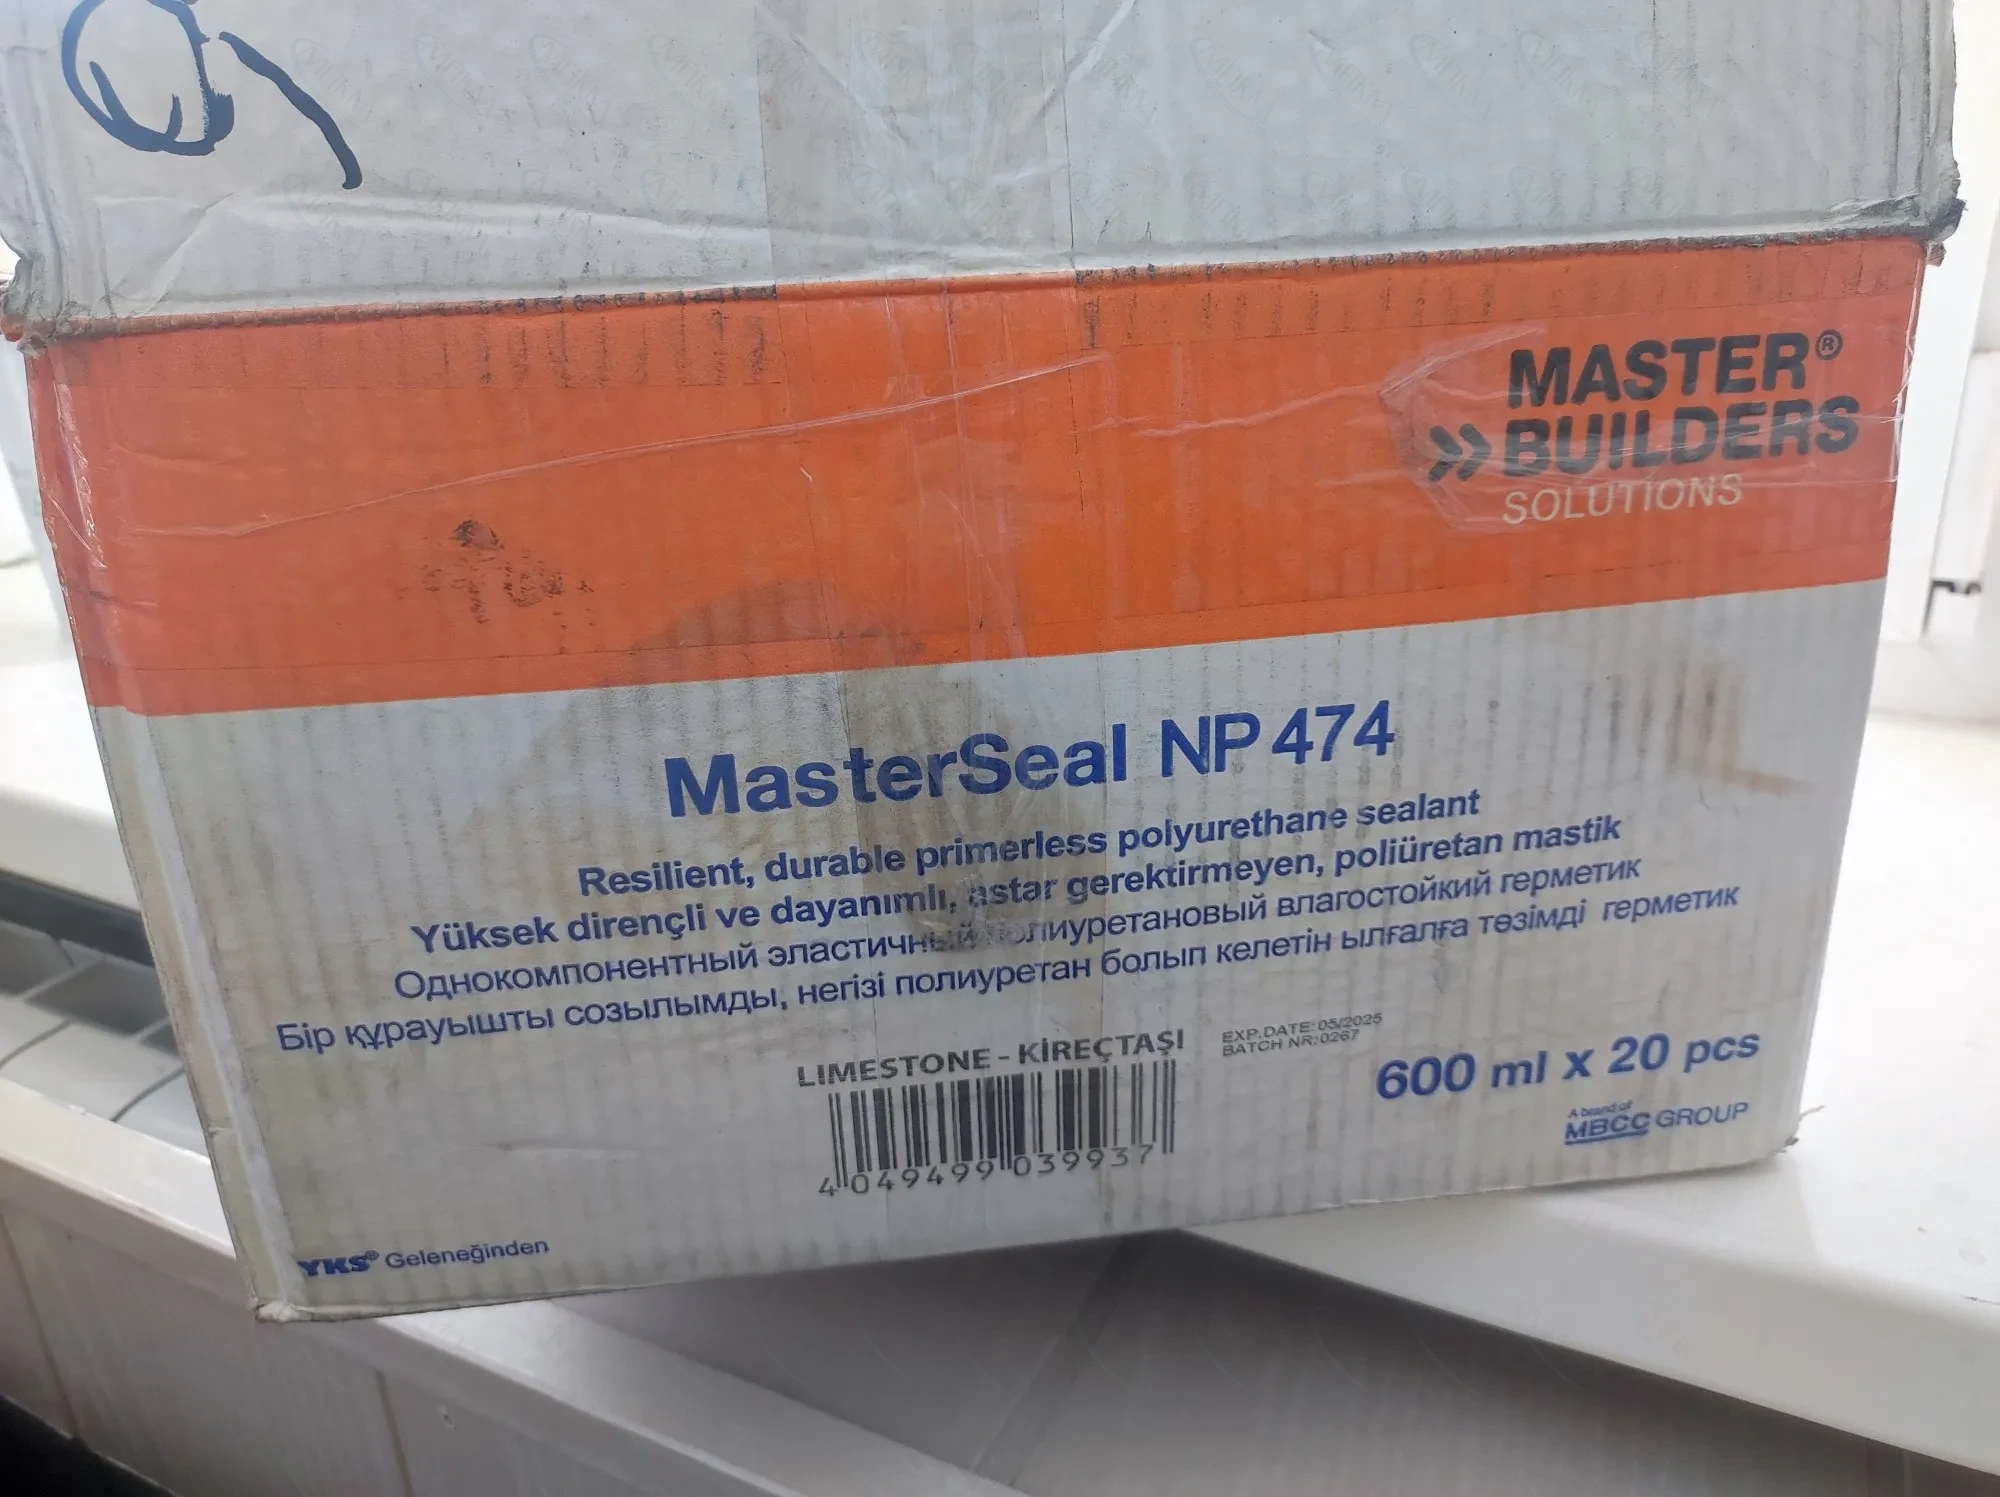 MASTER®
BUILDERS
SOLUTIONS
MasterSeal NP 474
Resilient, durable primerless polyurethane sealant
Yüksek dirençli ve dayanımlı, astar gerektirmeyen, poliüretan mastik
Однокомпонентный эластичный полиуретановый влагостойкий герметик
Бір құрауышты созылымды, негізі полиуретан болып келетін ылғалға төзімді герметик
LIMESTONE - KİREÇTAŞI
EXP.DATE: 05/2025
BATCH NR:0267
600 ml x 20 pcs
A brand of
MBCC GROUP
4 049499 039937
YKS® Geleneğinden